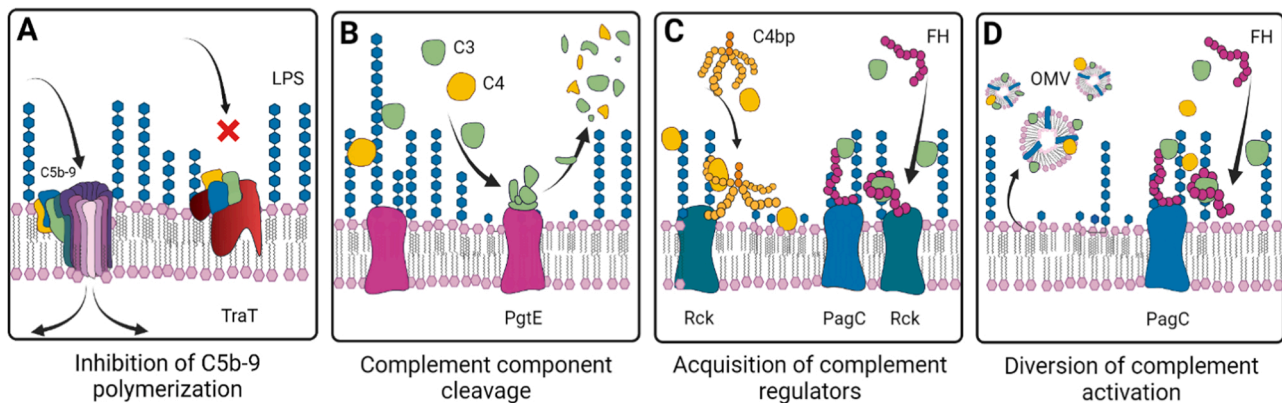 A
LPS
C5b-9
TraT
Inhibition of C5b-9
polymerization
B
C3
C4
PgtE
Complement component
cleavage
C
C4bp
FH
Rck
PagC
Rck
Acquisition of complement
regulators
D
FH
OMV
PagC
Diversion of complement
activation